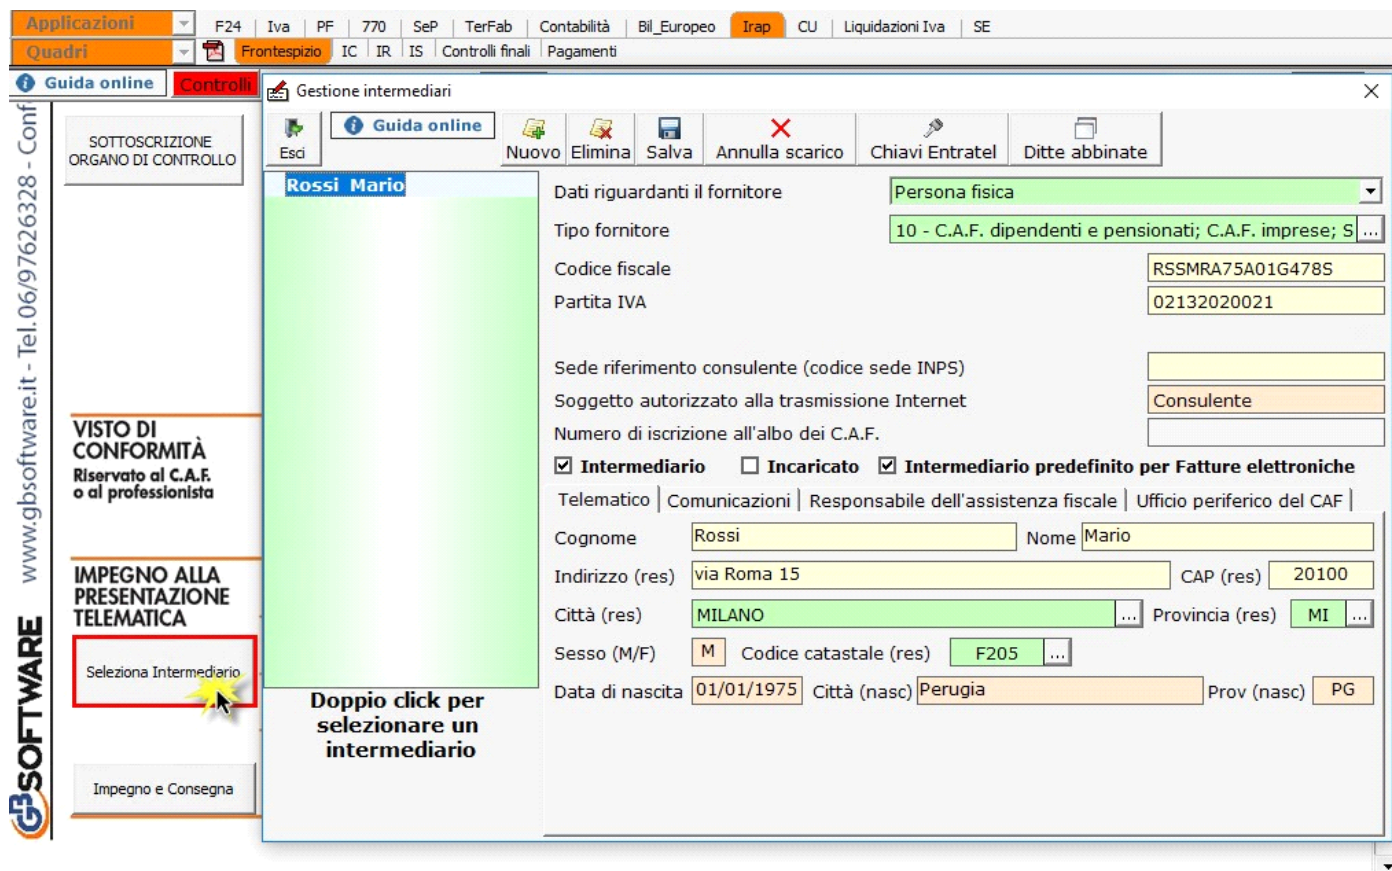 Applicazioni F24 Iva PF 770 SeP TerFab Contabilità Bil_Europeo Irap CU Liquidazioni Iva SE
Quadri Frontespizio IC IR IS Controlli finali Pagamenti
Guida online Controlli
SOTTOSCRIZIONE
ORGANO DI CONTROLLO
VISTO DI
CONFORMITÀ
Riservato al C.A.F.
o al professionista
IMPEGNO ALLA
PRESENTAZIONE
TELEMATICA
Seleziona Intermediario
Impegno e Consegna
GB SOFTWARE www.gbsoftware.it - Tel. 06/97626328 - Conf
Gestione intermediari
Esci Guida online Nuovo Elimina Salva Annulla scarico Chiavi Entratel Ditte abbinate
Rossi Mario
Doppio click per
selezionare un
intermediario
Dati riguardanti il fornitore Persona fisica
Tipo fornitore 10 - C.A.F. dipendenti e pensionati; C.A.F. imprese; S ...
Codice fiscale RSSMRA75A01G478S
Partita IVA 02132020021
Sede riferimento consulente (codice sede INPS)
Soggetto autorizzato alla trasmissione Internet Consulente
Numero di iscrizione all'albo dei C.A.F.
Intermediario Incaricato Intermediario predefinito per Fatture elettroniche
Telematico Comunicazioni Responsabile dell'assistenza fiscale Ufficio periferico del CAF
Cognome Rossi Nome Mario
Indirizzo (res) via Roma 15 CAP (res) 20100
Città (res) MILANO ... Provincia (res) MI ...
Sesso (M/F) M Codice catastale (res) F205 ...
Data di nascita 01/01/1975 Città (nasc) Perugia Prov (nasc) PG